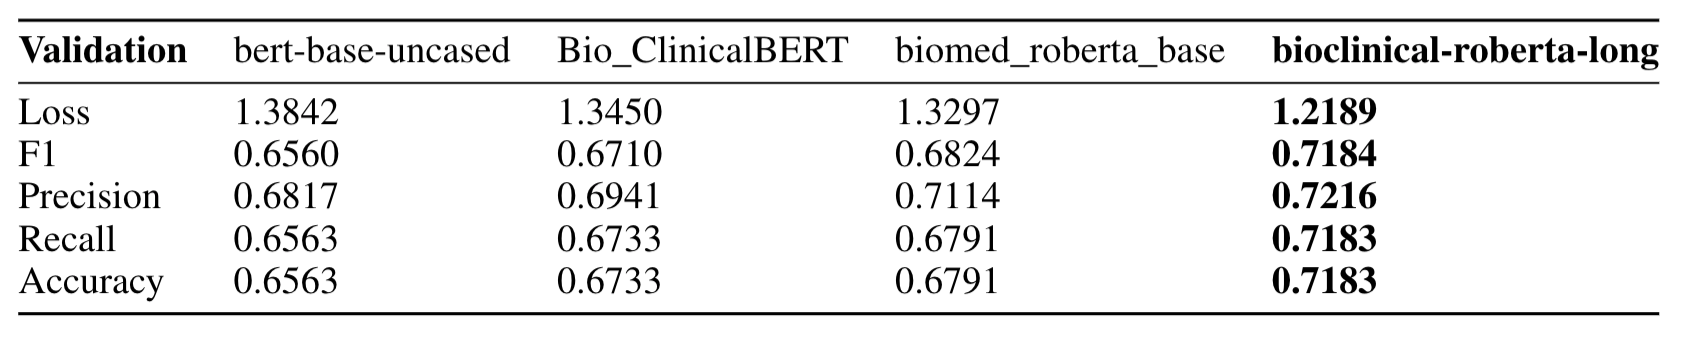 Validation bert-base-uncased Bio_ClinicalBERT biomed_roberta_base bioclinical-roberta-long
Loss 1.3842 1.3450 1.3297 1.2189
F1 0.6560 0.6710 0.6824 0.7184
Precision 0.6817 0.6941 0.7114 0.7216
Recall 0.6563 0.6733 0.6791 0.7183
Accuracy 0.6563 0.6733 0.6791 0.7183